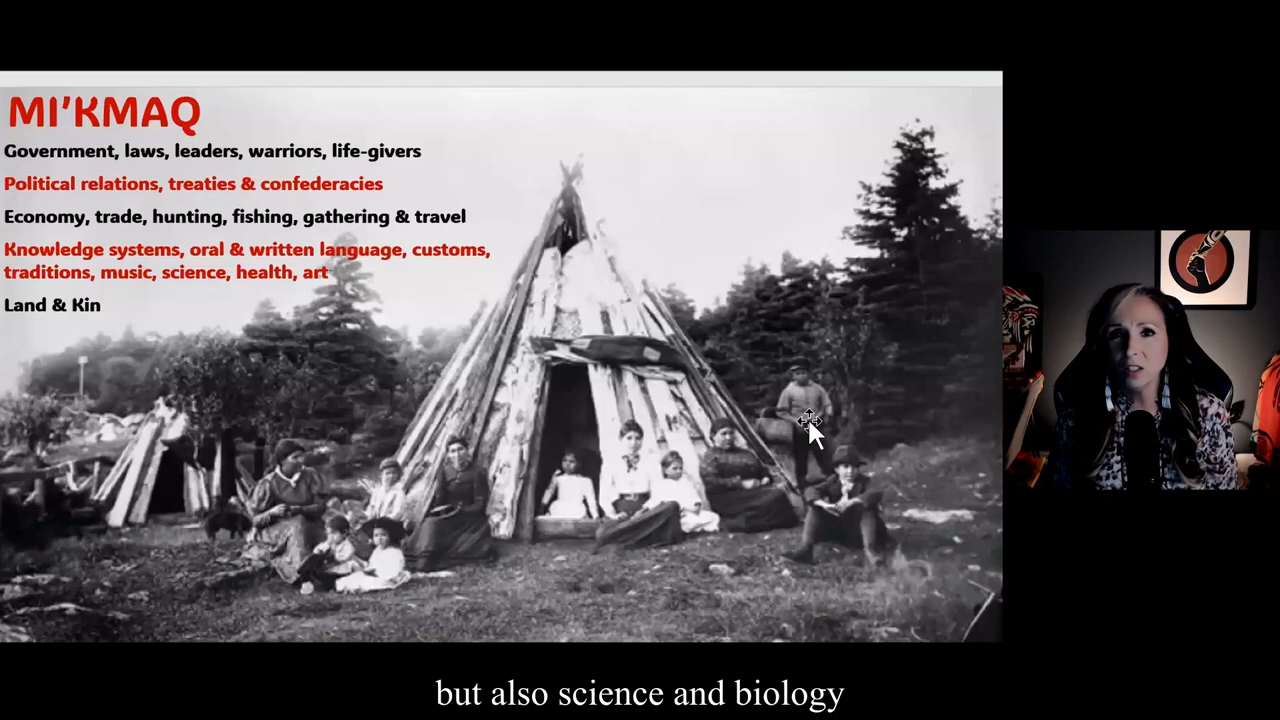 MI'KMAQ
Government, laws, leaders, warriors, life-givers
Political relations, treaties & confederacies
Economy, trade, hunting, fishing, gathering & travel
Knowledge systems, oral & written language, customs,
traditions, music, science, health, art
Land & Kin
but also science and biology